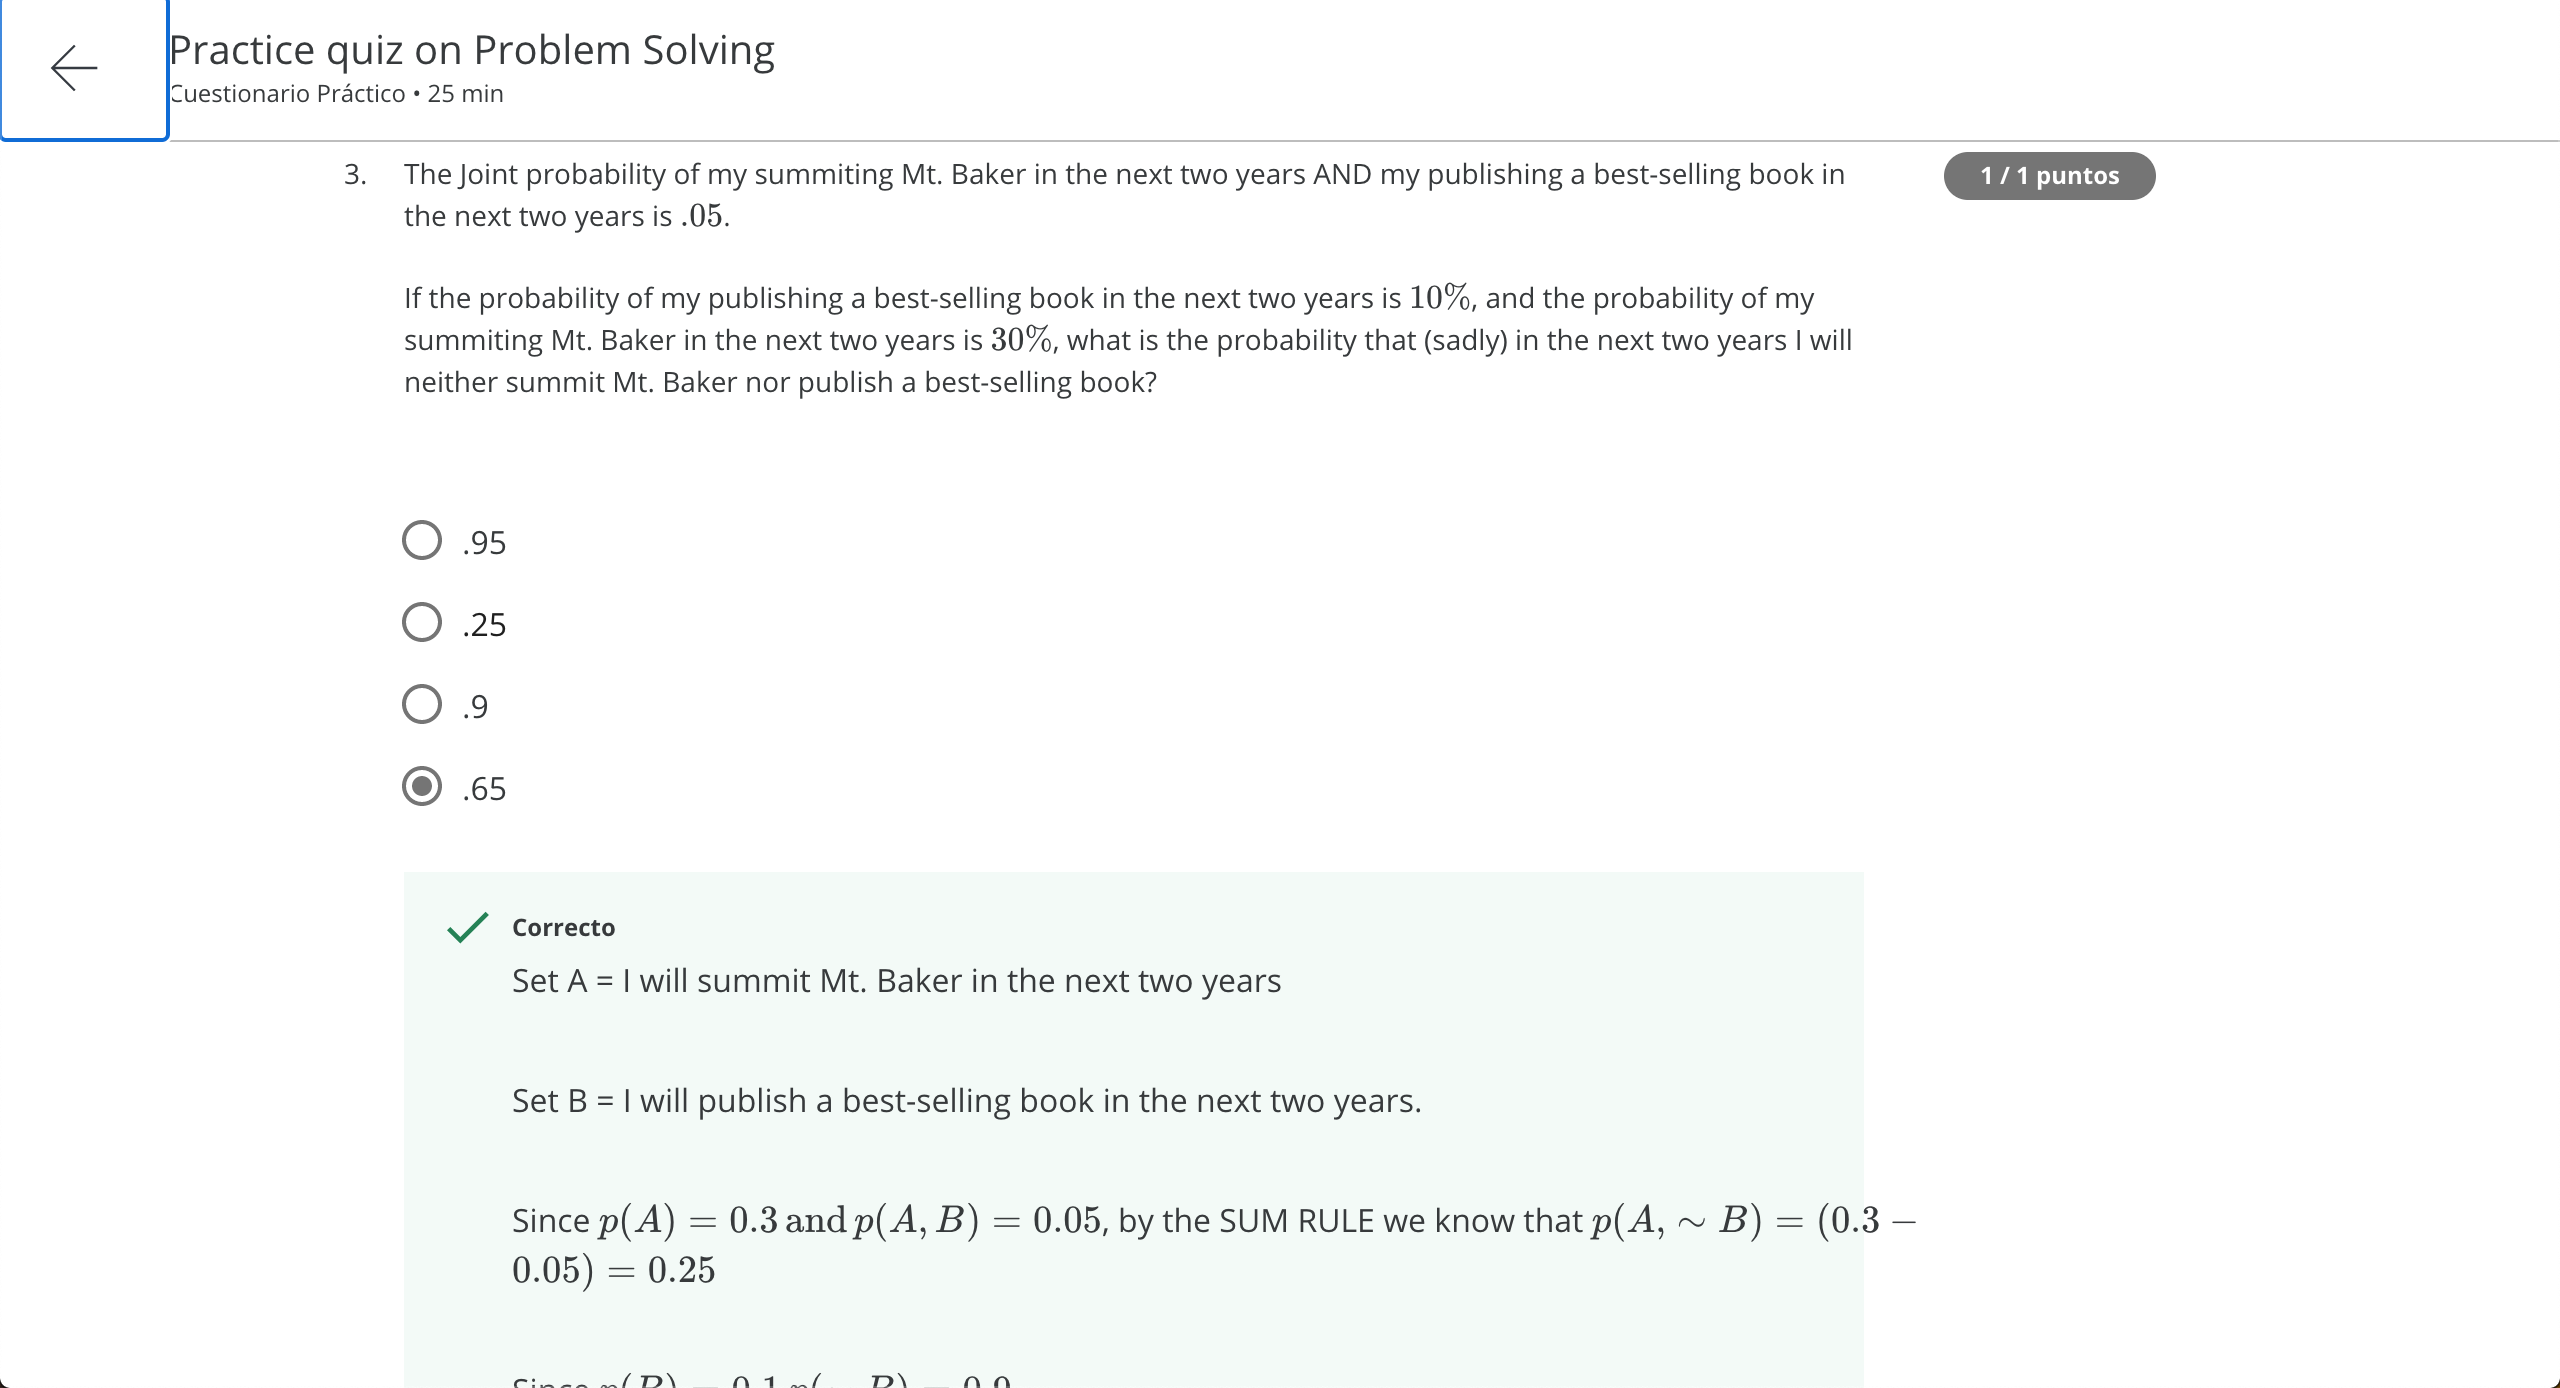 Practice quiz on Problem Solving
Cuestionario Práctico • 25 min
3. The Joint probability of my summiting Mt. Baker in the next two years AND my publishing a best-selling book in
the next two years is .05.
1 / 1 puntos
If the probability of my publishing a best-selling book in the next two years is 10%, and the probability of my
summiting Mt. Baker in the next two years is 30%, what is the probability that (sadly) in the next two years I will
neither summit Mt. Baker nor publish a best-selling book?
.95
.25
.9
.65
Correcto
Set A = I will summit Mt. Baker in the next two years
Set B = I will publish a best-selling book in the next two years.
Since p(A) = 0.3 and p(A, B) = 0.05, by the SUM RULE we know that p(A, ∼ B) = (0.3 −
0.05) = 0.25
Since p(B) = 0.1 p(∼ B) = 0.9